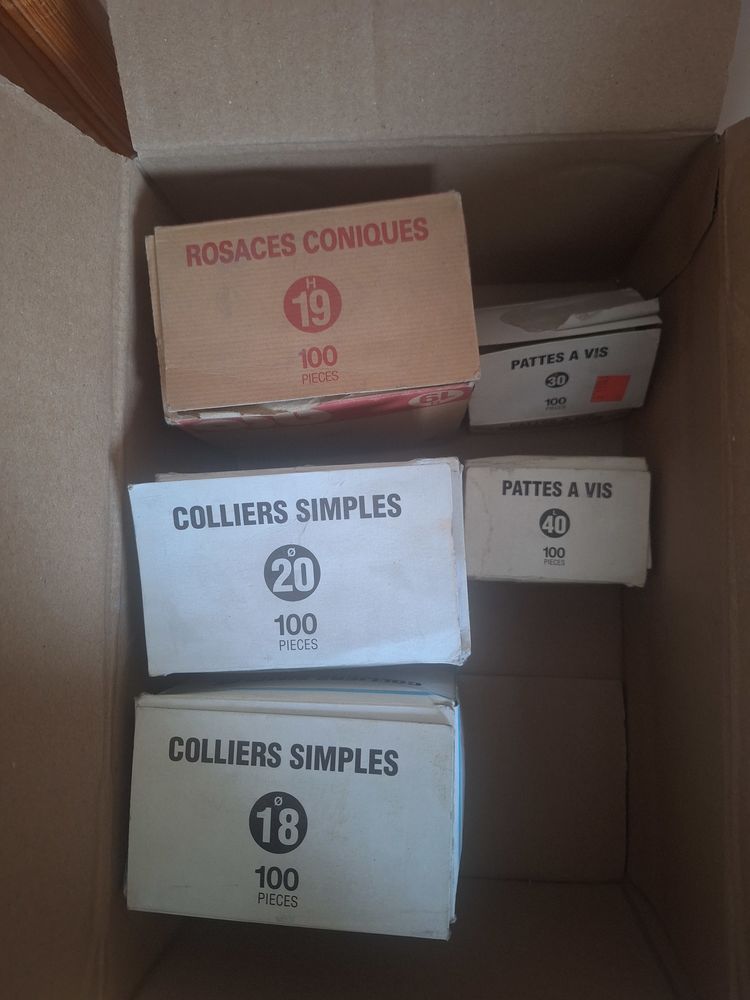 ROSACES CONIQUES
H
19
100
PIECES
19
PATTES A VIS
30
100
PIECES
COLLIERS SIMPLES
Ø
20
100
PIECES
PATTES A VIS
L
40
100
PIECES
COLLIERS SIMPLES
Ø
18
100
PIECES